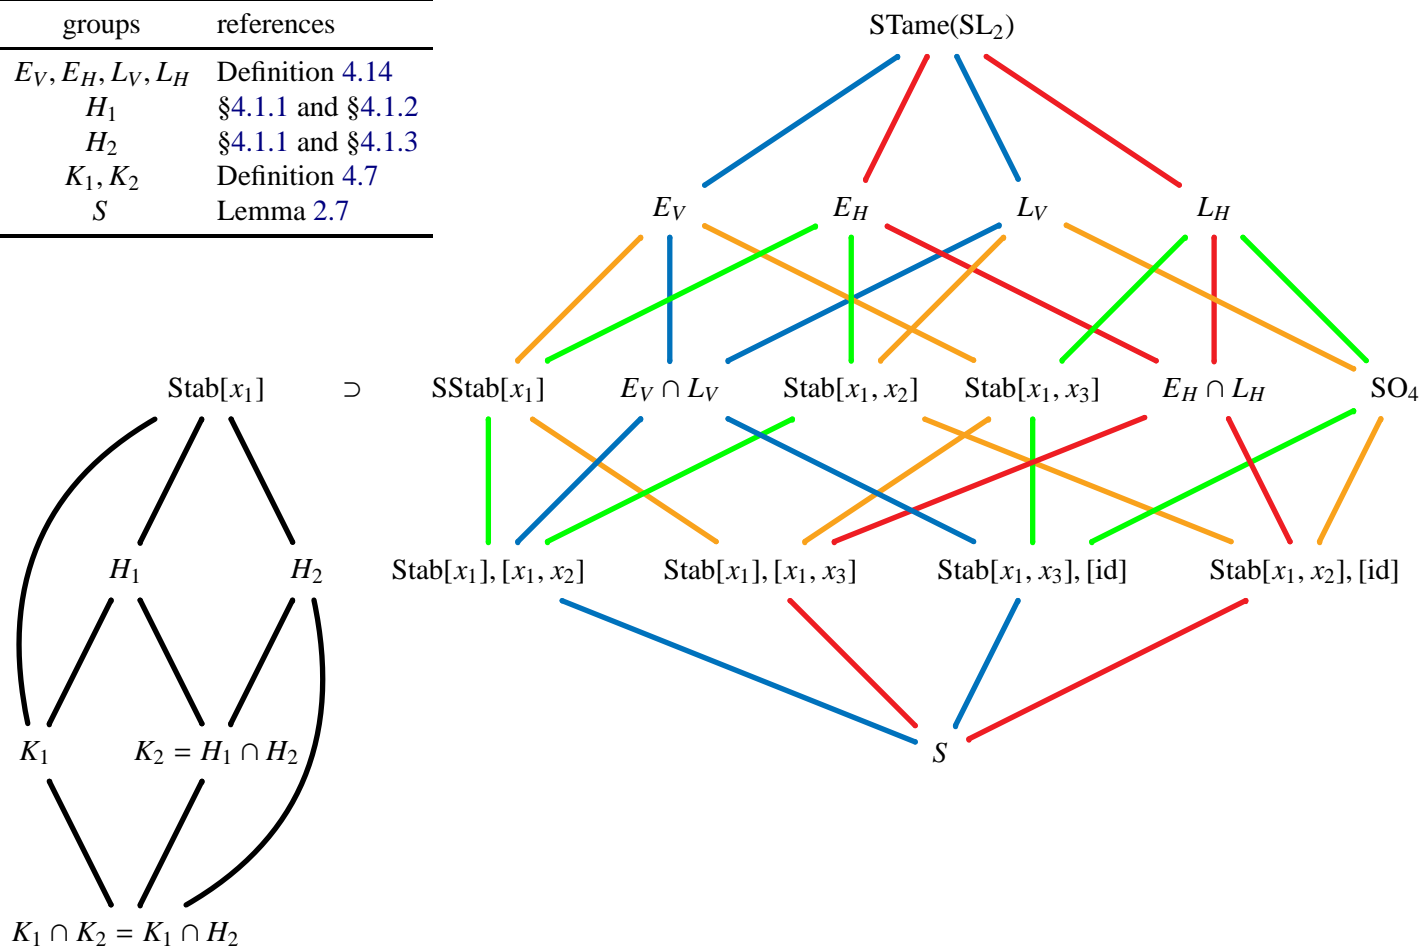 groups references
E_V, E_H, L_V, L_H Definition 4.14
H_1 §4.1.1 and §4.1.2
H_2 §4.1.1 and §4.1.3
K_1, K_2 Definition 4.7
S Lemma 2.7
STame(SL_2)
E_V E_H L_V L_H
Stab[x_1] ⊃ SStab[x_1] E_V ∩ L_V Stab[x_1, x_2] Stab[x_1, x_3] E_H ∩ L_H SO_4
H_1 H_2 Stab[x_1], [x_1, x_2] Stab[x_1], [x_1, x_3] Stab[x_1, x_3], [id] Stab[x_1, x_2], [id]
K_1 K_2 = H_1 ∩ H_2 S
K_1 ∩ K_2 = K_1 ∩ H_2